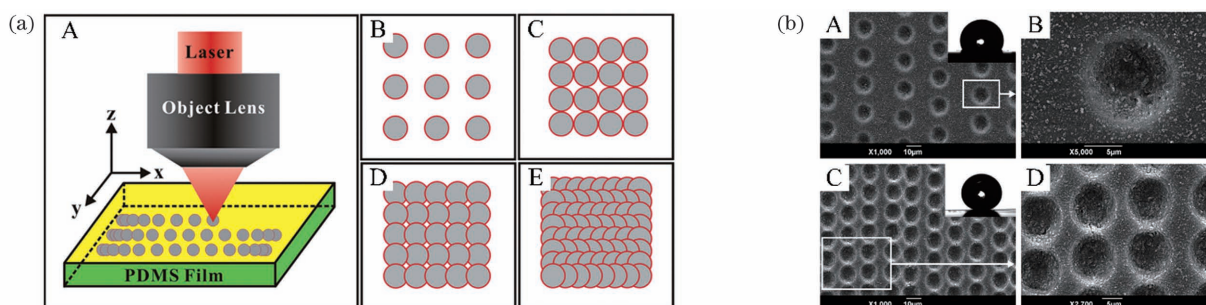 (a)
A
Laser
Object Lens
z
x
y
PDMS Film
B
C
D
E
(b)
A
X1,000 10μm
B
X5,000 5μm
C
X1,000 10μm
D
X2,700 5μm